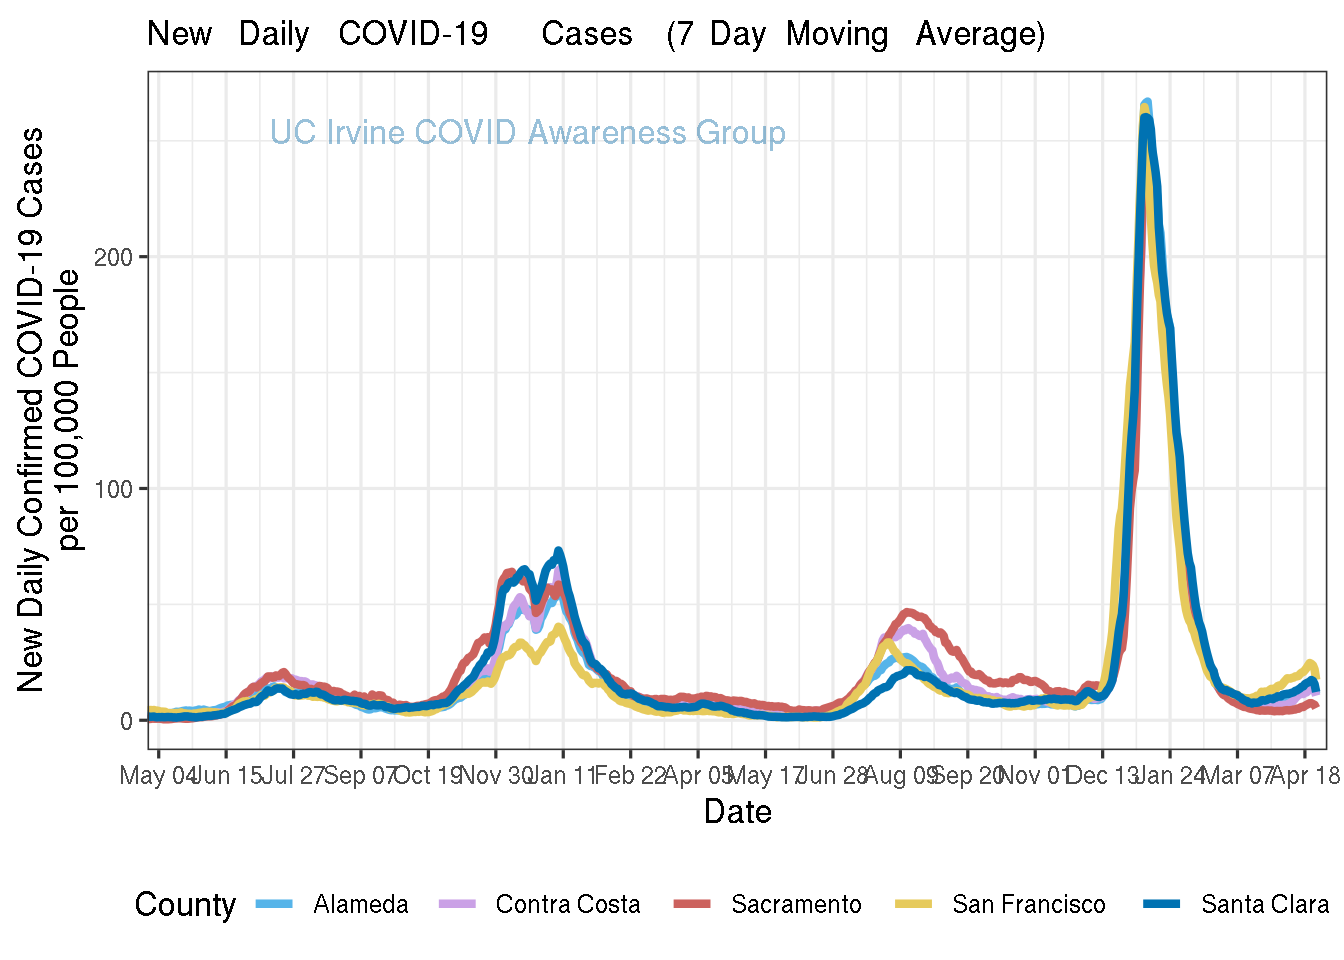 New Daily COVID-19 Cases (7 Day Moving Average)
UC Irvine COVID Awareness Group
New Daily Confirmed COVID-19 Cases
per 100,000 People
200
100
0
May 04 Jun 15 Jul 27 Sep 07 Oct 19 Nov 30 Jan 11 Feb 22 Apr 05 May 17 Jun 28 Aug 09 Sep 20 Nov 01 Dec 13 Jan 24 Mar 07 Apr 18
Date
County Alameda Contra Costa Sacramento San Francisco Santa Clara